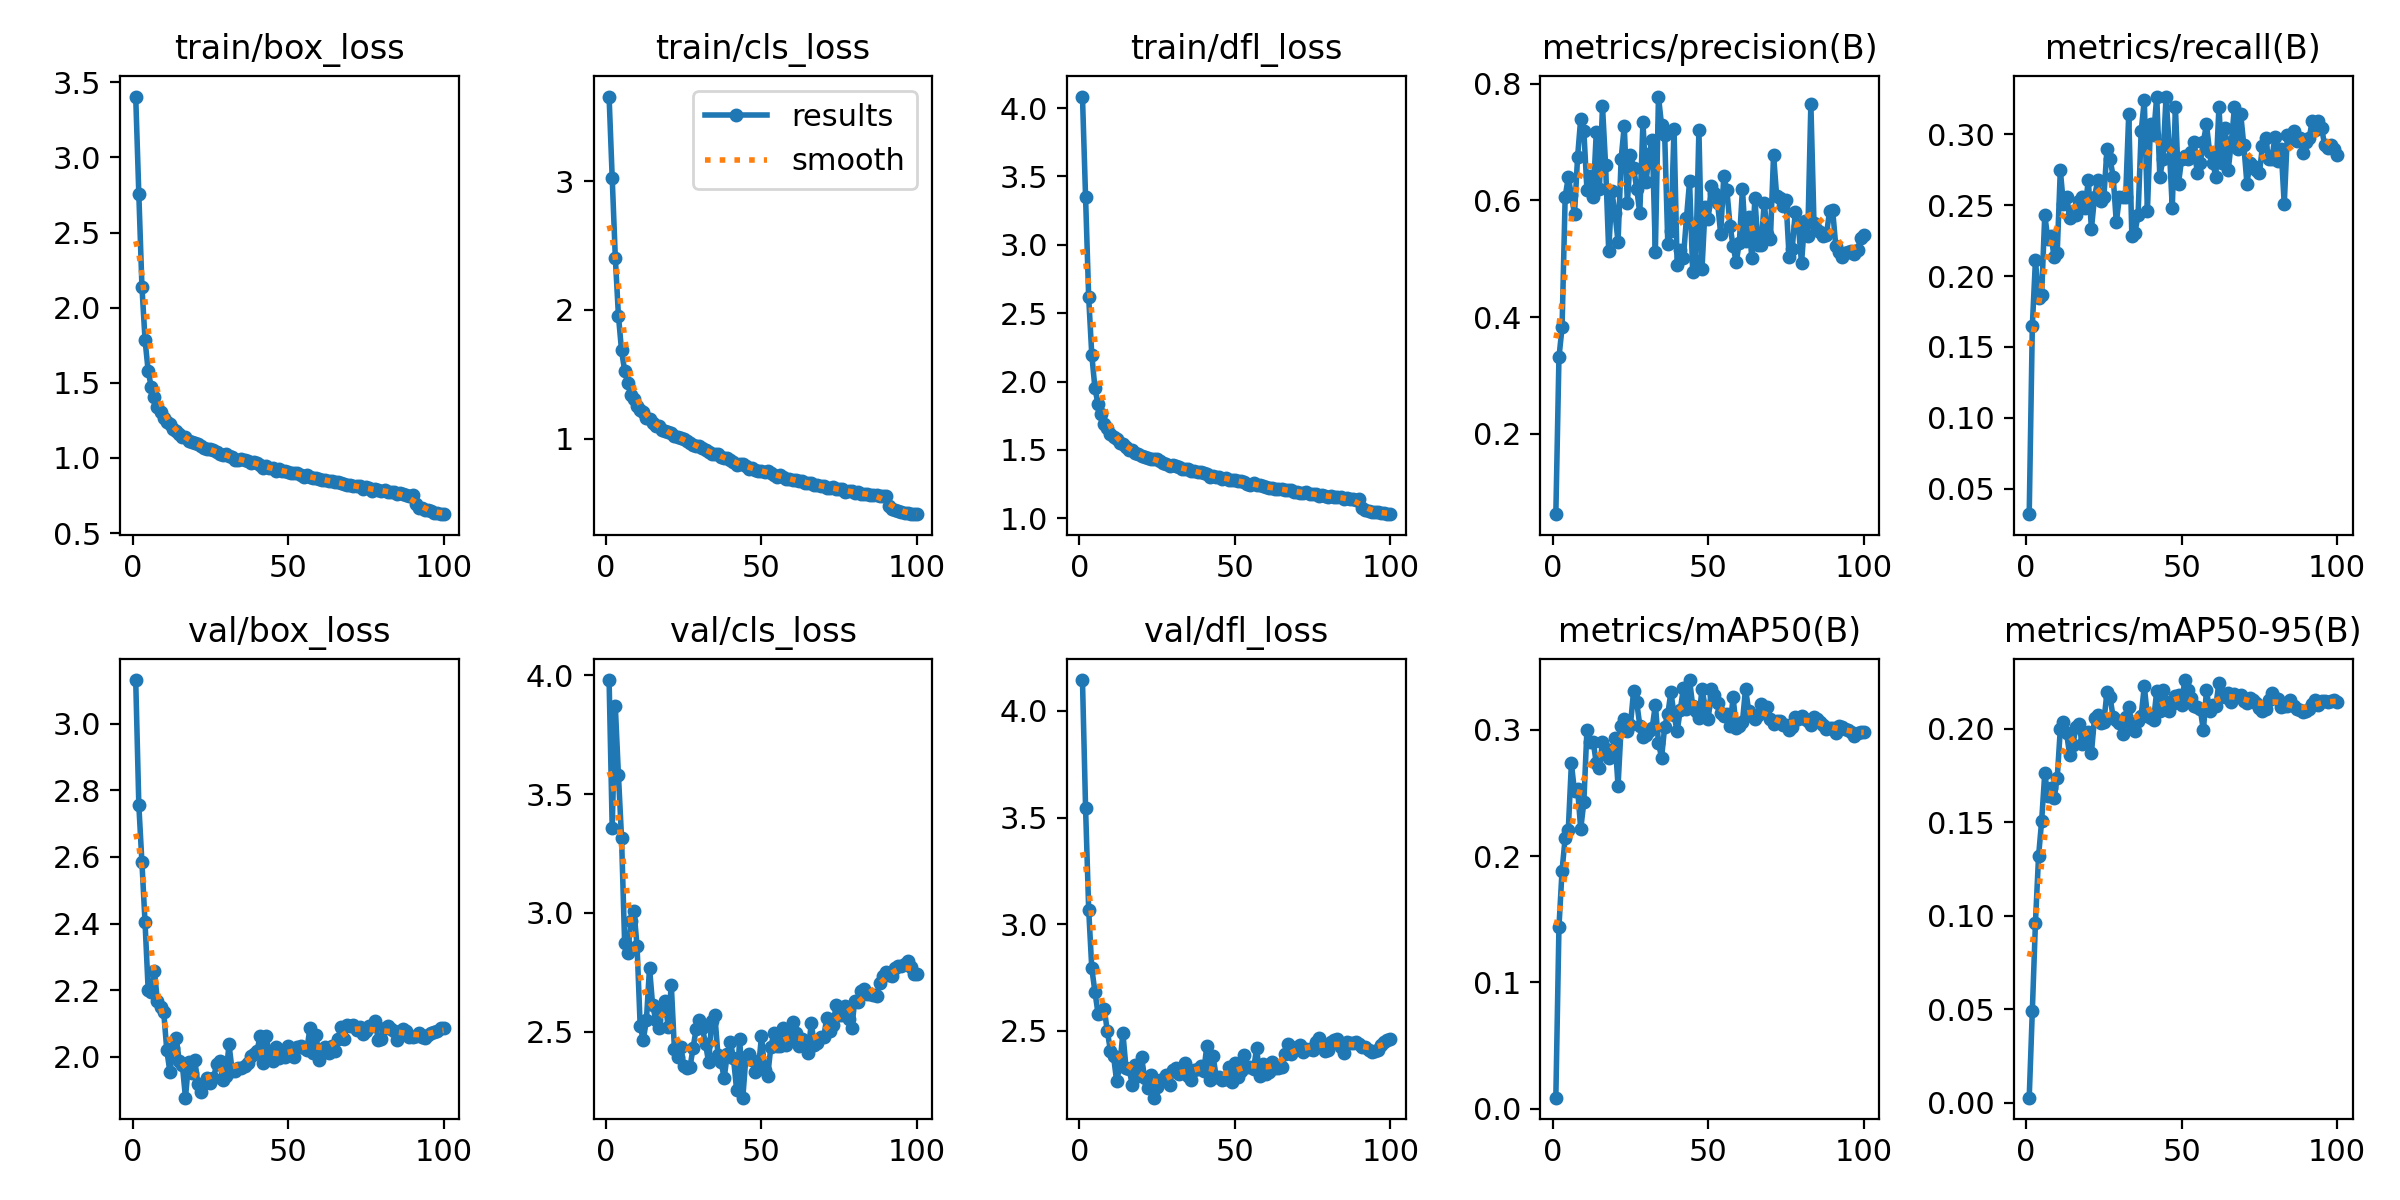 train/box_loss
3.5
3.0
2.5
2.0
1.5
1.0
0.5
0 50 100
train/cls_loss
results
smooth
3
2
1
0 50 100
train/dfl_loss
4.0
3.5
3.0
2.5
2.0
1.5
1.0
0 50 100
metrics/precision(B)
0.8
0.6
0.4
0.2
0 50 100
metrics/recall(B)
0.30
0.25
0.20
0.15
0.10
0.05
0 50 100
val/box_loss
3.0
2.8
2.6
2.4
2.2
2.0
0 50 100
val/cls_loss
4.0
3.5
3.0
2.5
0 50 100
val/dfl_loss
4.0
3.5
3.0
2.5
0 50 100
metrics/mAP50(B)
0.3
0.2
0.1
0.0
0 50 100
metrics/mAP50-95(B)
0.20
0.15
0.10
0.05
0.00
0 50 100